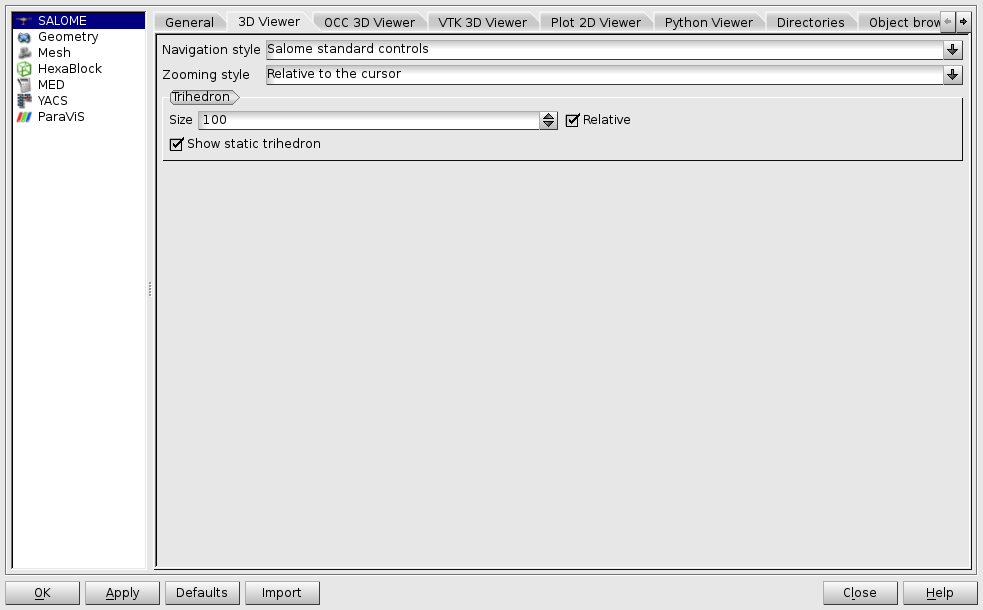 SALOME
Geometry
Mesh
HexaBlock
MED
YACS
ParaViS
General 3D Viewer OCC 3D Viewer VTK 3D Viewer Plot 2D Viewer Python Viewer Directories Object brow
Navigation style Salome standard controls
Zooming style Relative to the cursor
Trihedron
Size 100 Relative
Show static trihedron
OK Apply Defaults Import Close Help